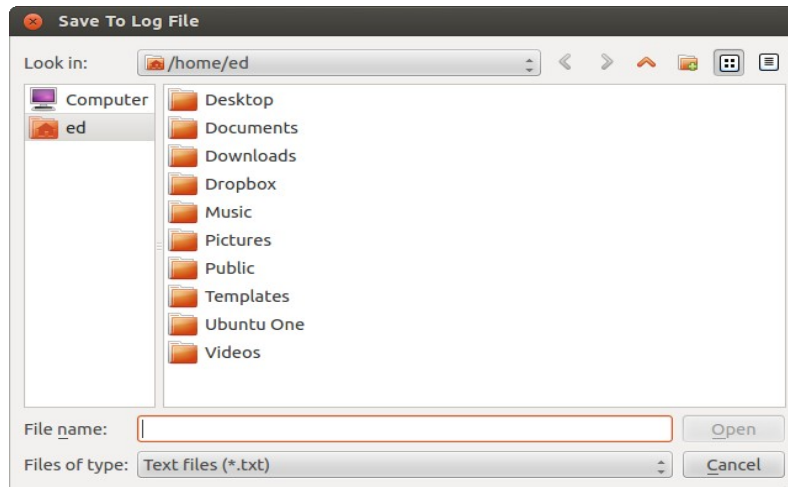 Save To Log File
Look in: /home/ed
Computer
ed
Desktop
Documents
Downloads
Dropbox
Music
Pictures
Public
Templates
Ubuntu One
Videos
File name: Open
Files of type: Text files (*.txt) Cancel